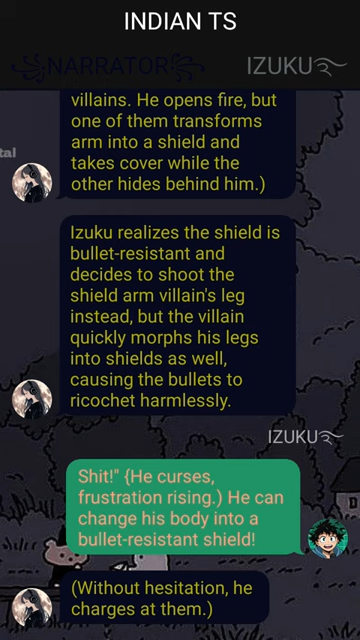 INDIAN TS
꧁NARRATOR꧂
IZUKU࿐
villains. He opens fire, but
one of them transforms
arm into a shield and
takes cover while the
other hides behind him.)
tal
Izuku realizes the shield is
bullet-resistant and
decides to shoot the
shield arm villain's leg
instead, but the villain
quickly morphs his legs
into shields as well,
causing the bullets to
ricochet harmlessly.
IZUKU࿐
Shit!" {He curses,
frustration rising.) He can
change his body into a
bullet-resistant shield!
(Without hesitation, he
charges at them.)